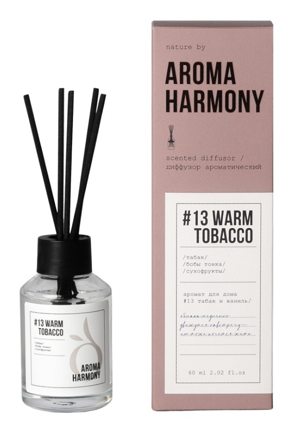 nature by
AROMA
HARMONY
scented diffusor /
диффузор ароматический
#13 WARM
TOBACCO
/табак/
/бобы тонка/
/сухофрукты/
аромат для дома
#13 табак и ваниль/
60 ml 2.02 fl.oz
#13 WARM
TOBACCO
AROMA
HARMONY